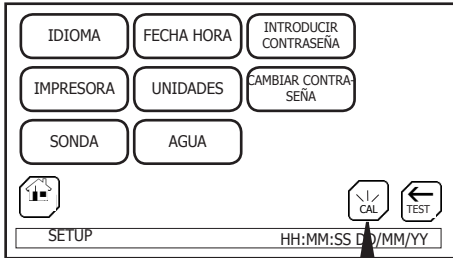 IDIOMA
FECHA HORA
INTRODUCIR
CONTRASEÑA
IMPRESORA
UNIDADES
CAMBIAR CONTRA-
SEÑA
SONDA
AGUA
CAL
TEST
SETUP
HH:MM:SS DD/MM/YY